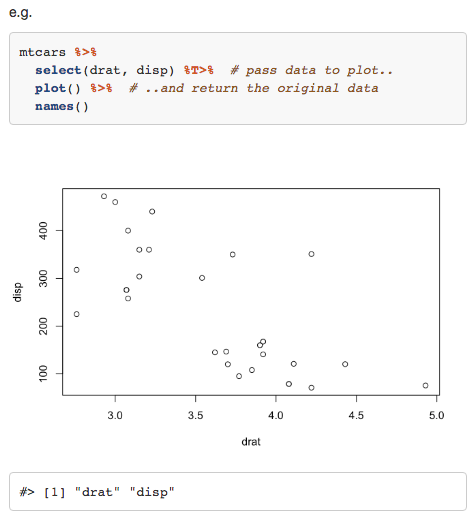 e.g.
mtcars %>%
  select(drat, disp) %T>%  # pass data to plot..
  plot() %>%  # ..and return the original data
  names()
400
300
200
100
disp
3.0 3.5 4.0 4.5 5.0
drat
#> [1] "drat" "disp"